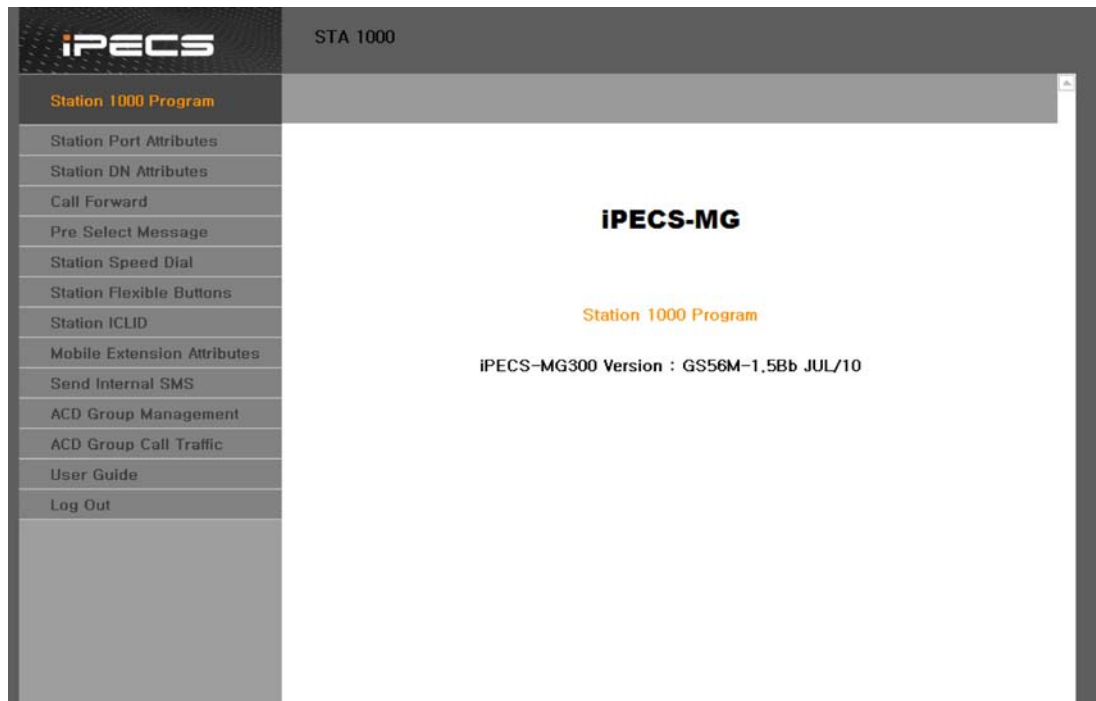 iPECS
STA 1000
Station 1000 Program
Station Port Attributes
Station DN Attributes
Call Forward
Pre Select Message
Station Speed Dial
Station Flexible Buttons
Station ICLID
Mobile Extension Attributes
Send Internal SMS
ACD Group Management
ACD Group Call Traffic
User Guide
Log Out
iPECS-MG
Station 1000 Program
iPECS-MG300 Version : GS56M-1.5Bb JUL/10